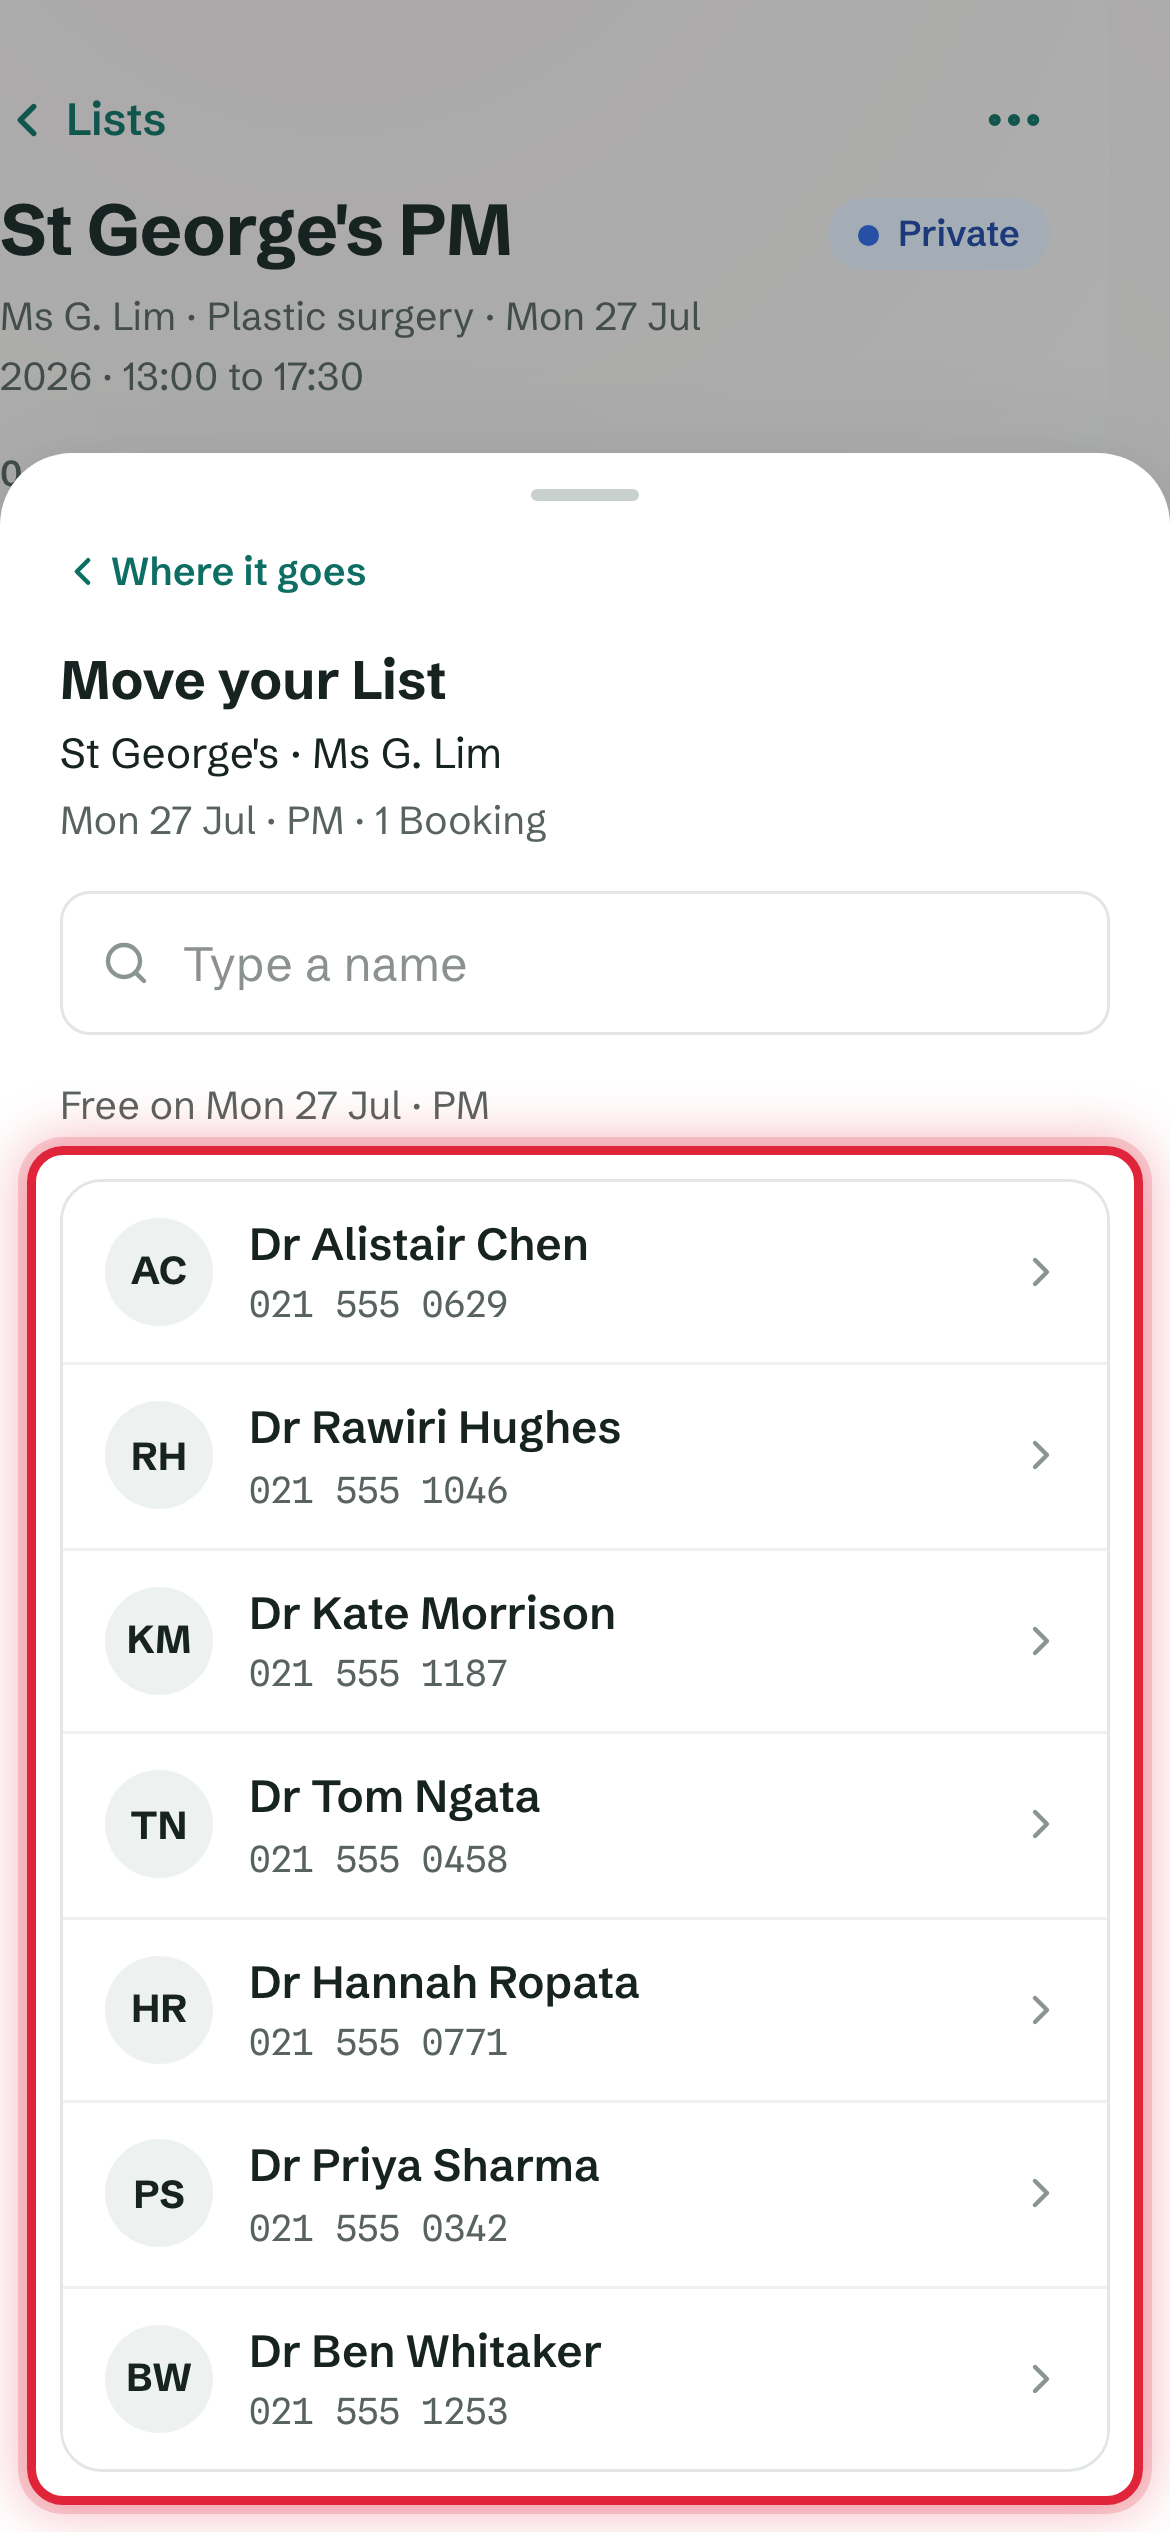 Lists
St George's PM
Private
Ms G. Lim · Plastic surgery · Mon 27 Jul
2026 · 13:00 to 17:30
0
Where it goes
Move your List
St George's · Ms G. Lim
Mon 27 Jul · PM · 1 Booking
Type a name
Free on Mon 27 Jul · PM
AC
Dr Alistair Chen
021 555 0629
RH
Dr Rawiri Hughes
021 555 1046
KM
Dr Kate Morrison
021 555 1187
TN
Dr Tom Ngata
021 555 0458
HR
Dr Hannah Ropata
021 555 0771
PS
Dr Priya Sharma
021 555 0342
BW
Dr Ben Whitaker
021 555 1253